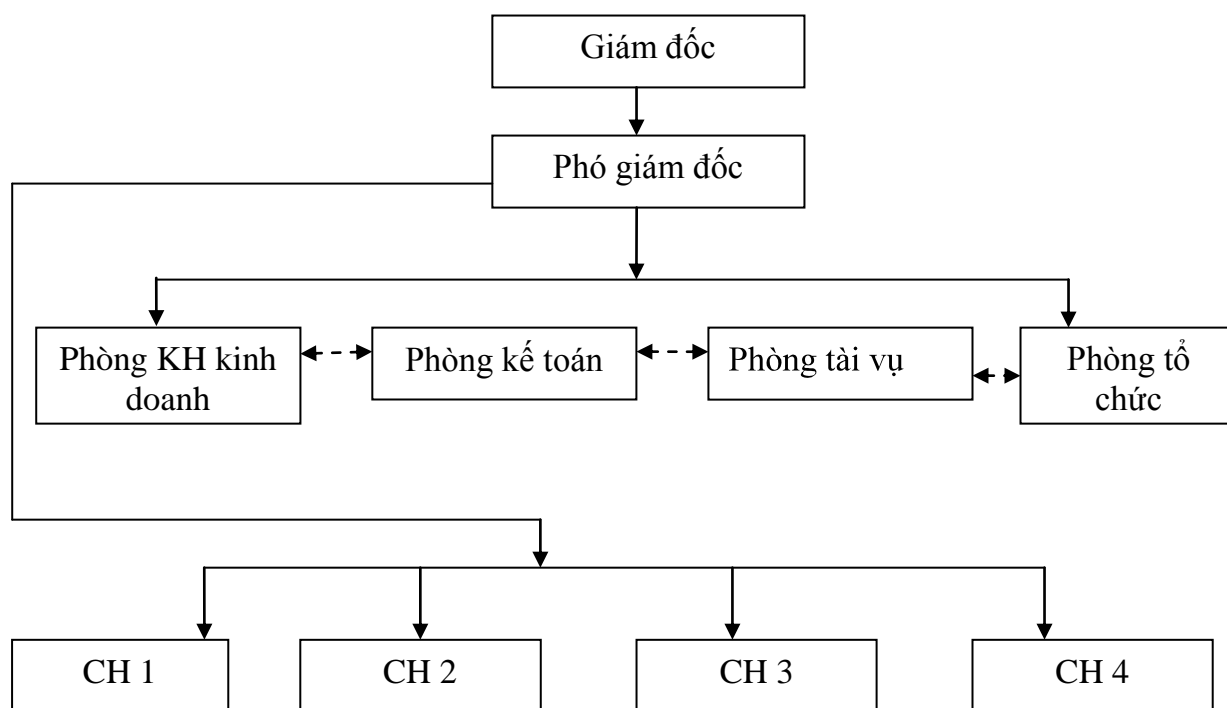 Giám đốc
Phó giám đốc
Phòng KH kinh
doanh
Phòng kế toán
Phòng tài vụ
Phòng tổ
chức
CH 1
CH 2
CH 3
CH 4